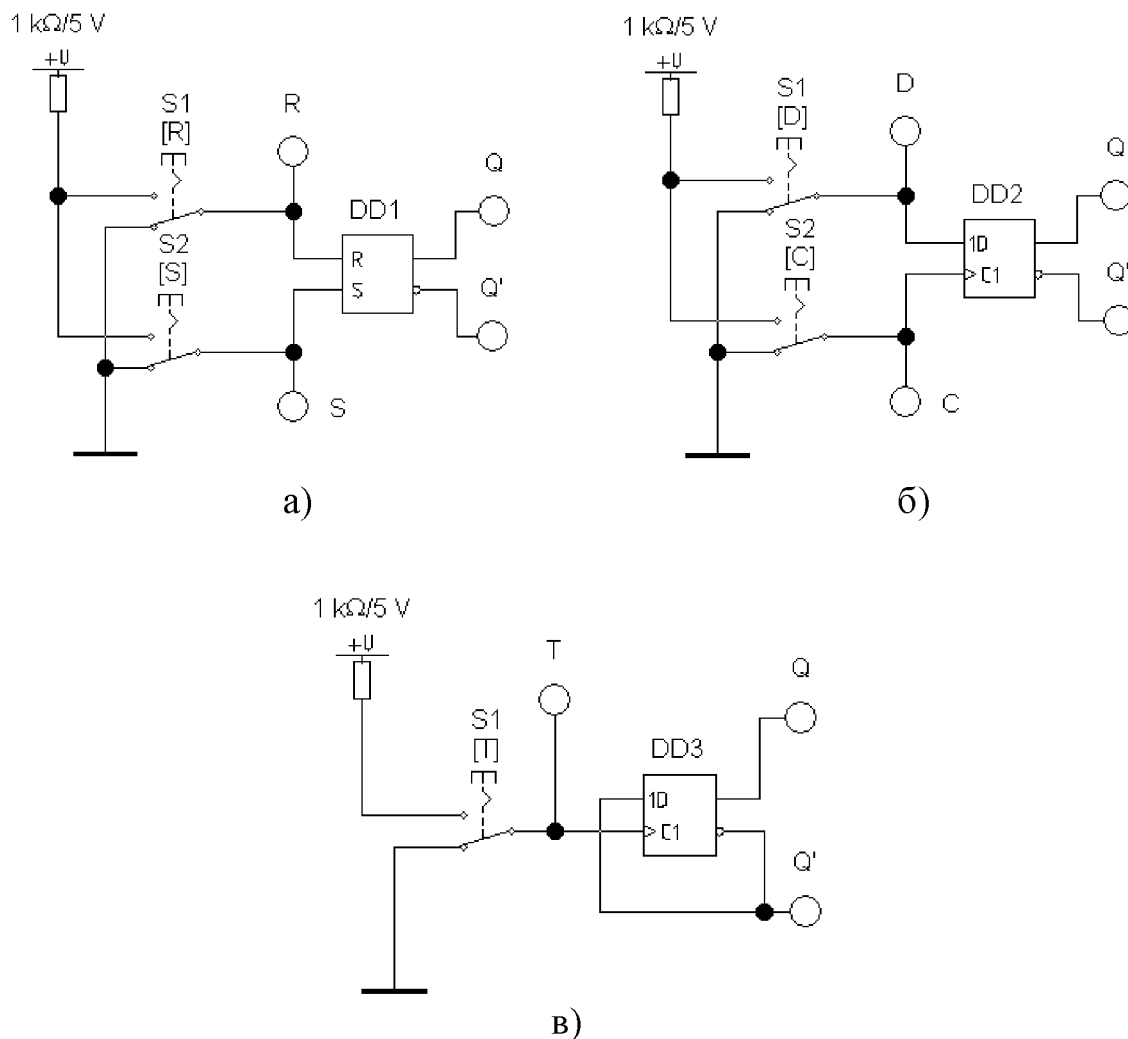 1 kΩ/5 V
+U
S1
[R]
R
S2
[S]
S
DD1
R
S
Q
Q'
а)
1 kΩ/5 V
+U
S1
[D]
D
S2
[C]
C
DD2
1D
C1
Q
Q'
б)
1 kΩ/5 V
+U
S1
[T]
T
DD3
1D
C1
Q
Q'
в)